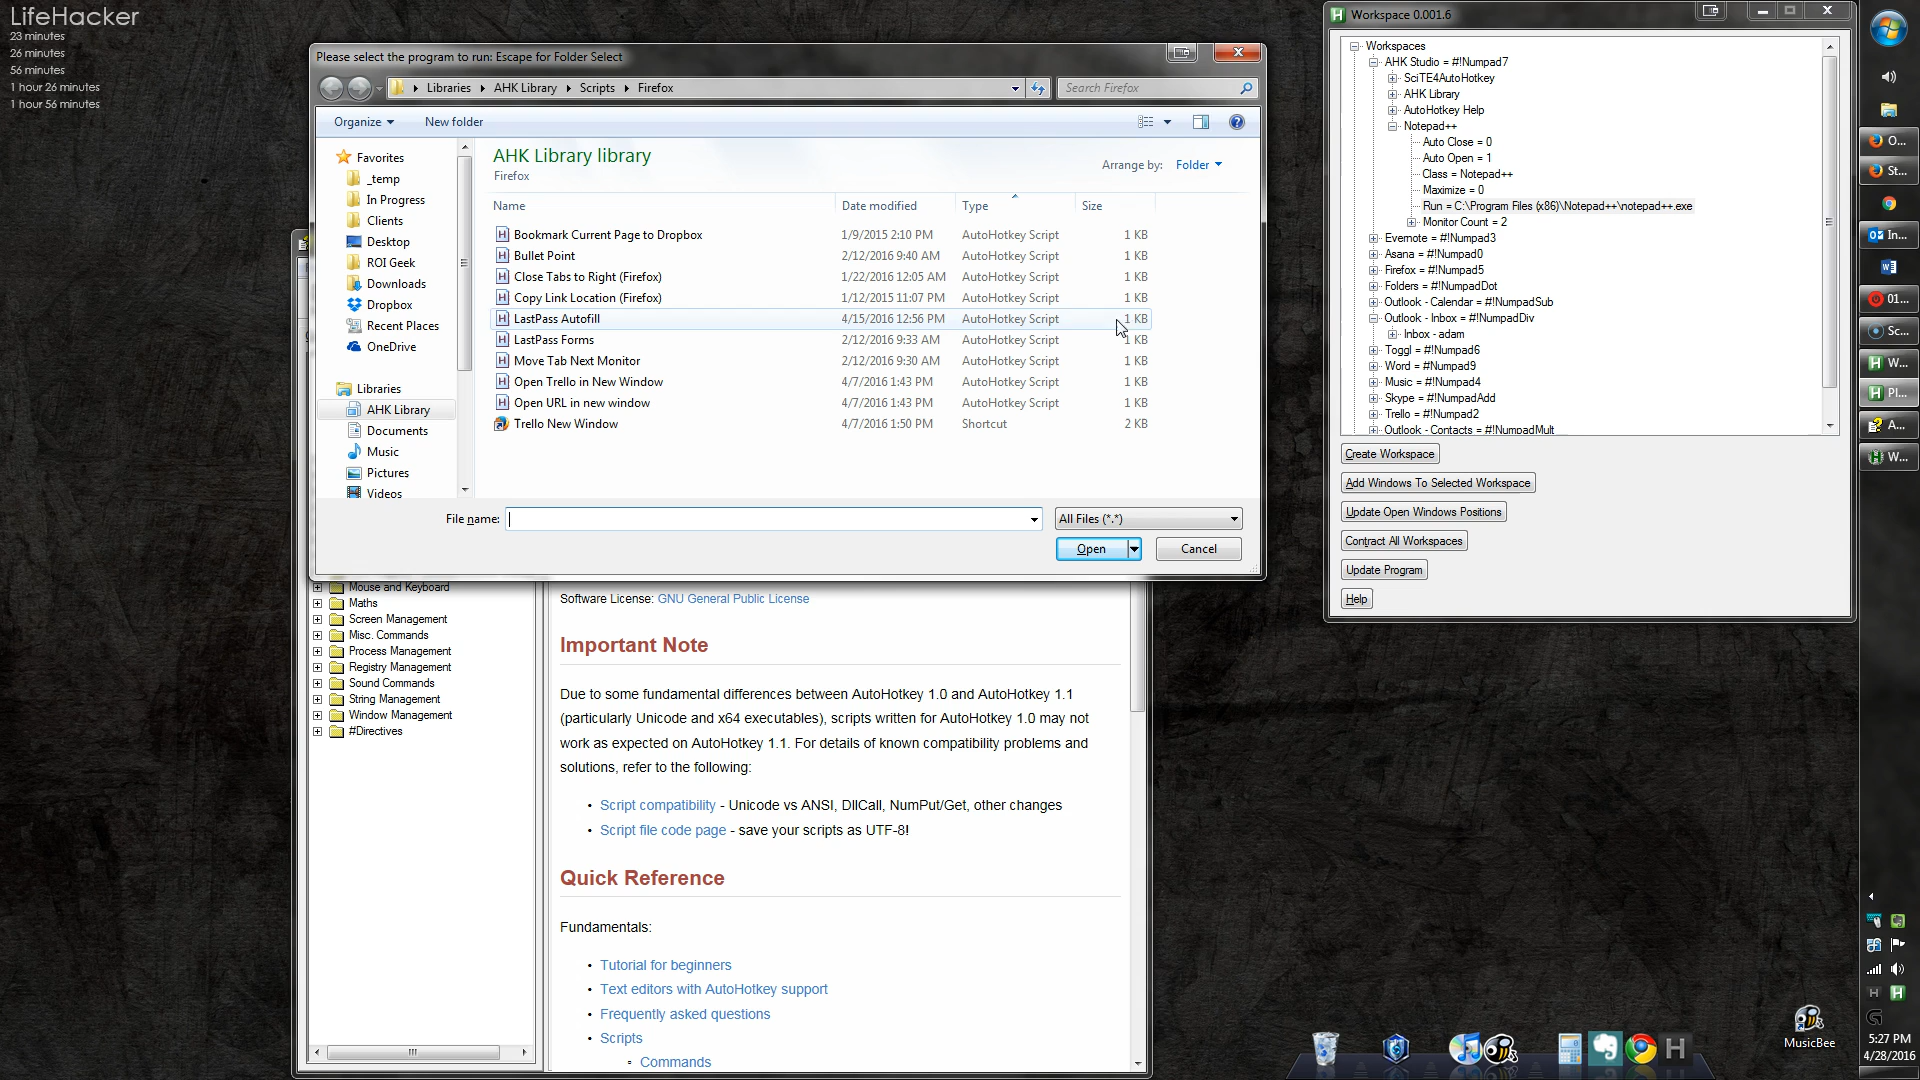 LifeHacker
23 minutes
26 minutes
56 minutes
1 hour 26 minutes
1 hour 56 minutes
Please select the program to run: Escape for Folder Select
Libraries
AHK Library
Scripts
Firefox
Search Firefox
Organize
New folder
Favorites
_temp
In Progress
Clients
Desktop
ROI Geek
Downloads
Dropbox
Recent Places
OneDrive
Libraries
AHK Library
Documents
Music
Pictures
Videos
AHK Library library
Firefox
Arrange by: Folder
Name Date modified Type Size
Bookmark Current Page to Dropbox 1/9/2015 2:10 PM AutoHotkey Script 1 KB
Bullet Point 2/12/2016 9:40 AM AutoHotkey Script 1 KB
Close Tabs to Right (Firefox) 1/22/2016 12:05 AM AutoHotkey Script 1 KB
Copy Link Location (Firefox) 1/12/2015 11:07 PM AutoHotkey Script 1 KB
LastPass Autofill 4/15/2016 12:56 PM AutoHotkey Script 1 KB
LastPass Forms 2/12/2016 9:33 AM AutoHotkey Script 1 KB
Move Tab Next Monitor 2/12/2016 9:30 AM AutoHotkey Script 1 KB
Open Trello in New Window 4/7/2016 1:43 PM AutoHotkey Script 1 KB
Open URL in new window 4/7/2016 1:43 PM AutoHotkey Script 1 KB
Trello New Window 4/7/2016 1:50 PM Shortcut 2 KB
File name:
All Files (*.*)
Open
Cancel
Mouse and Keyboard
Maths
Screen Management
Misc. Commands
Process Management
Registry Management
Sound Commands
String Management
Window Management
#Directives
Software License: GNU General Public License
Important Note
Due to some fundamental differences between AutoHotkey 1.0 and AutoHotkey 1.1
(particularly Unicode and x64 executables), scripts written for AutoHotkey 1.0 may not
work as expected on AutoHotkey 1.1. For details of known compatibility problems and
solutions, refer to the following:
• Script compatibility - Unicode vs ANSI, DllCall, NumPut/Get, other changes
• Script file code page - save your scripts as UTF-8!
Quick Reference
Fundamentals:
• Tutorial for beginners
• Text editors with AutoHotkey support
• Frequently asked questions
• Scripts
Commands
Workspace 0.001.6
Workspaces
AHK Studio = #!Numpad7
SciTE4AutoHotkey
AHK Library
AutoHotkey Help
Notepad++
Auto Close = 0
Auto Open = 1
Class = Notepad++
Maximize = 0
Run = C:\Program Files (x86)\Notepad++\notepad++.exe
Monitor Count = 2
Evernote = #!Numpad3
Asana = #!Numpad0
Firefox = #!Numpad5
Folders = #!NumpadDot
Outlook - Calendar = #!NumpadSub
Outlook - Inbox = #!NumpadDiv
Inbox - adam
Toggl = #!Numpad6
Word = #!Numpad9
Music = #!Numpad4
Skype = #!NumpadAdd
Trello = #!Numpad2
Outlook - Contacts = #!NumpadMult
Create Workspace
Add Windows To Selected Workspace
Update Open Windows Positions
Contract All Workspaces
Update Program
Help
O...
St...
In...
01...
Sc...
W...
Pl...
A...
W...
MusicBee
5:27 PM
4/28/2016